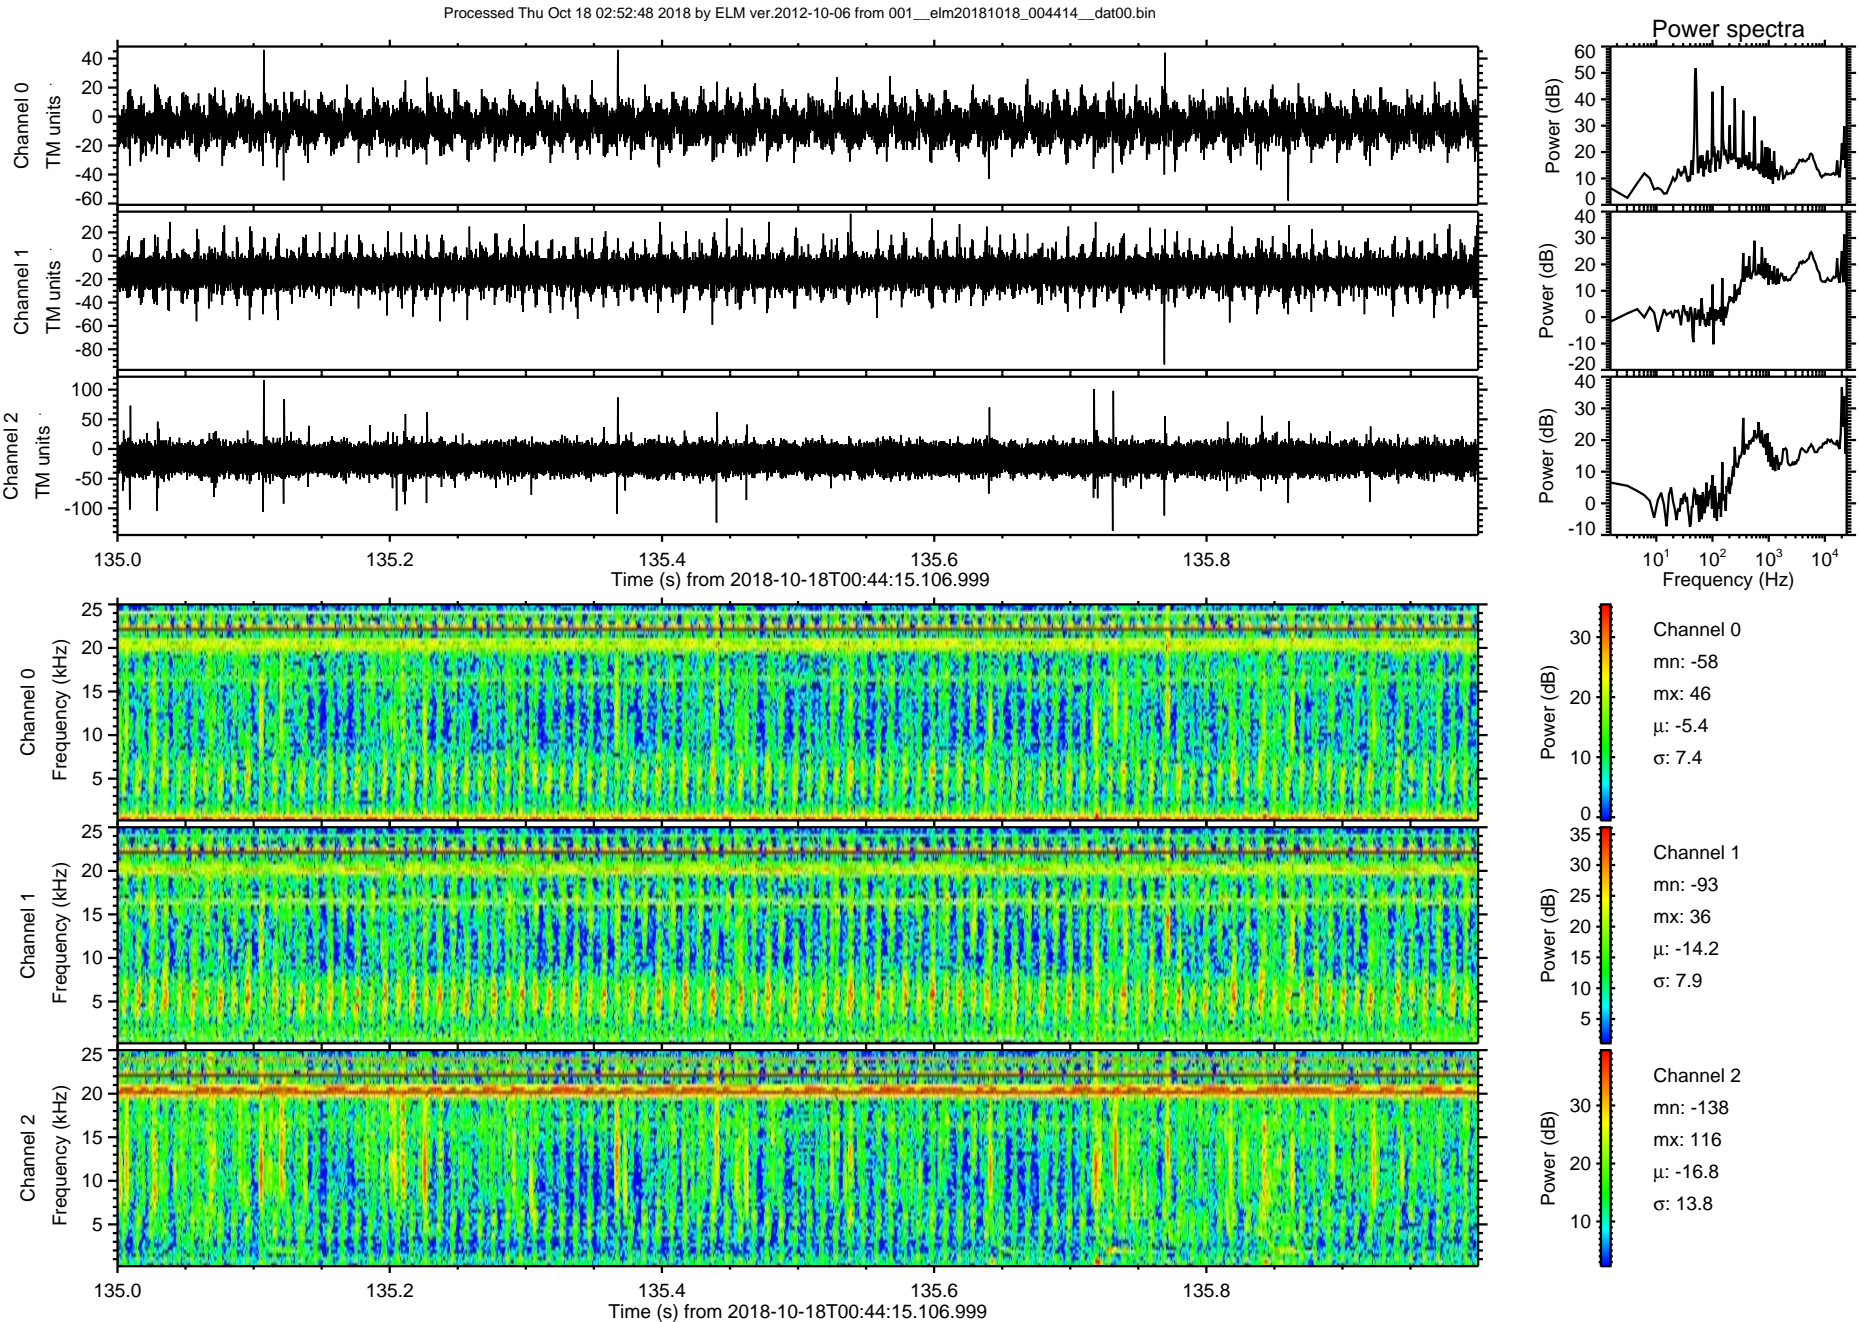 Processed Thu Oct 18 02:52:48 2018 by ELM ver.2012-10-06 from 001__elm20181018_004414__dat00.bin
Power spectra
Channel 0
TM units
40
20
0
-20
-40
-60
Power (dB)
60
50
40
30
20
10
0
Channel 1
TM units
20
0
-20
-40
-60
-80
Power (dB)
40
30
20
10
0
-10
-20
Channel 2
TM units
100
50
0
-50
-100
Power (dB)
40
30
20
10
0
-10
135.0 135.2 135.4 135.6 135.8
Time (s) from 2018-10-18T00:44:15.106.999
10^1 10^2 10^3 10^4
Frequency (Hz)
Channel 0
Frequency (kHz)
25
20
15
10
5
Power (dB)
30
20
10
0
Channel 0
mn: -58
mx: 46
μ: -5.4
σ: 7.4
Channel 1
Frequency (kHz)
25
20
15
10
5
Power (dB)
35
30
25
20
15
10
5
Channel 1
mn: -93
mx: 36
μ: -14.2
σ: 7.9
Channel 2
Frequency (kHz)
25
20
15
10
5
Power (dB)
30
20
10
Channel 2
mn: -138
mx: 116
μ: -16.8
σ: 13.8
135.0 135.2 135.4 135.6 135.8
Time (s) from 2018-10-18T00:44:15.106.999